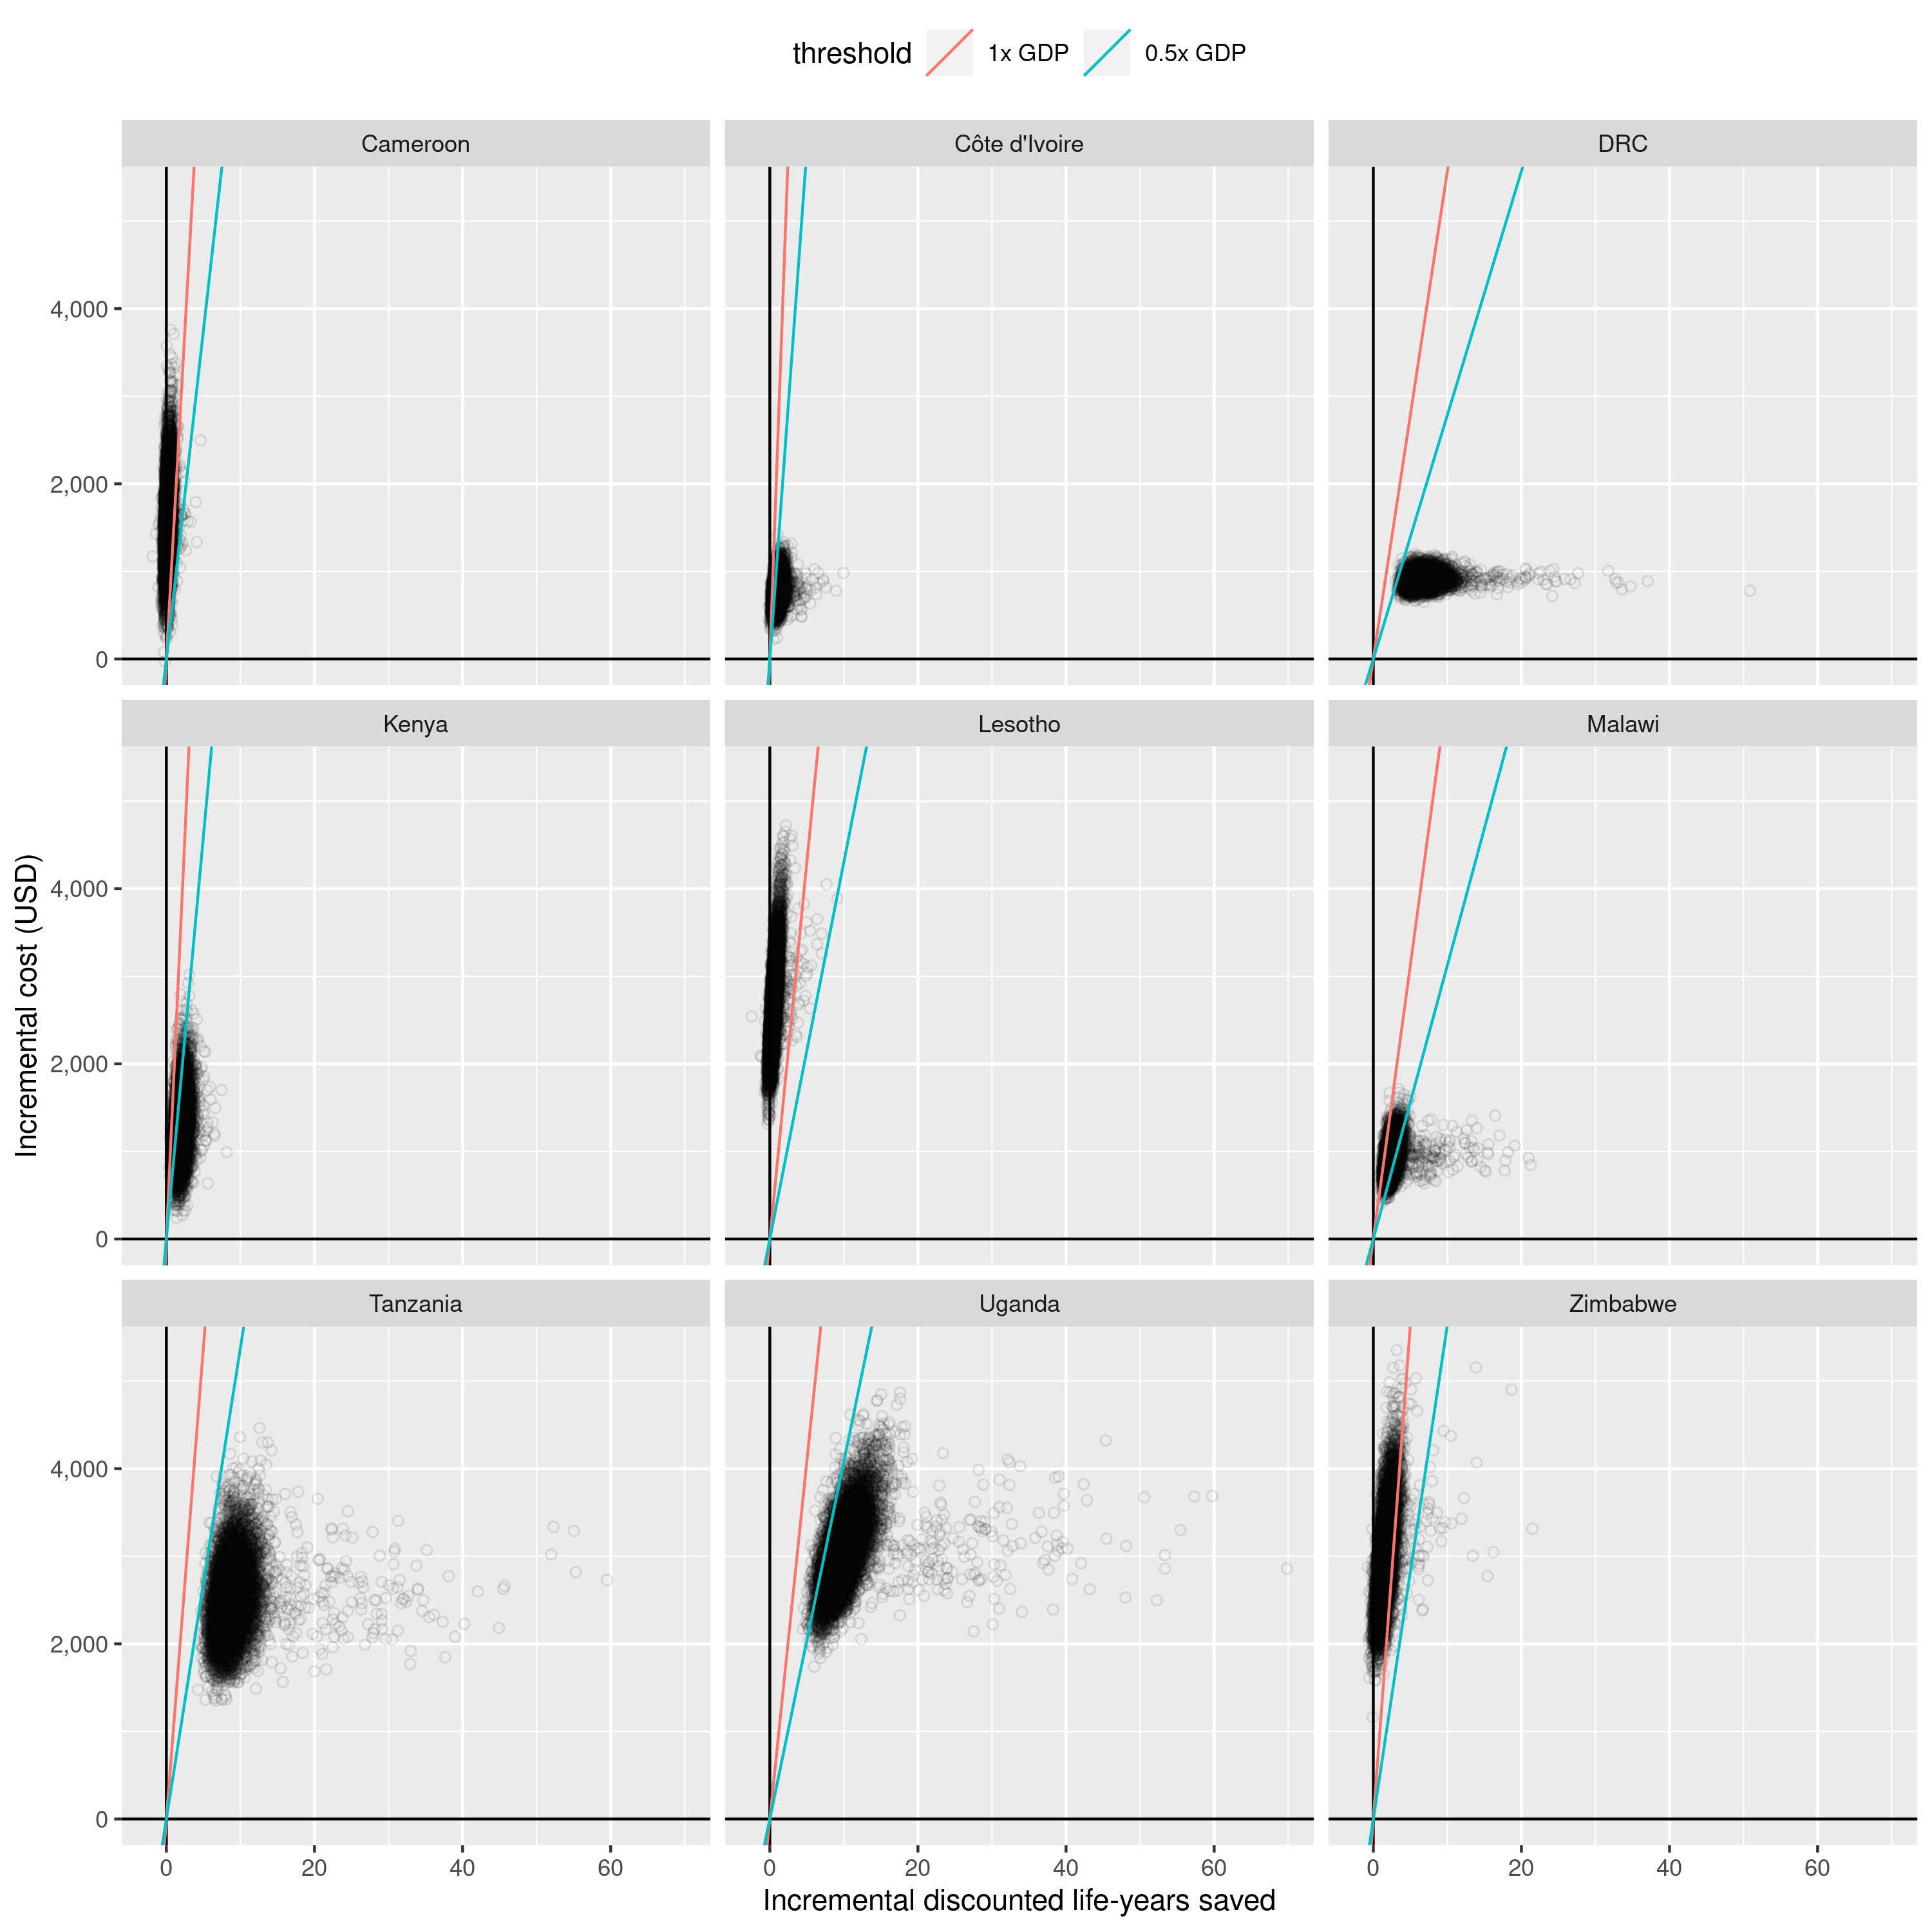 threshold 1x GDP 0.5x GDP
Cameroon Côte d'Ivoire DRC
4,000
2,000
0
Kenya Lesotho Malawi
Incremental cost (USD)
4,000
2,000
0
Tanzania Uganda Zimbabwe
4,000
2,000
0
0 20 40 60 0 20 40 60 0 20 40 60
Incremental discounted life-years saved